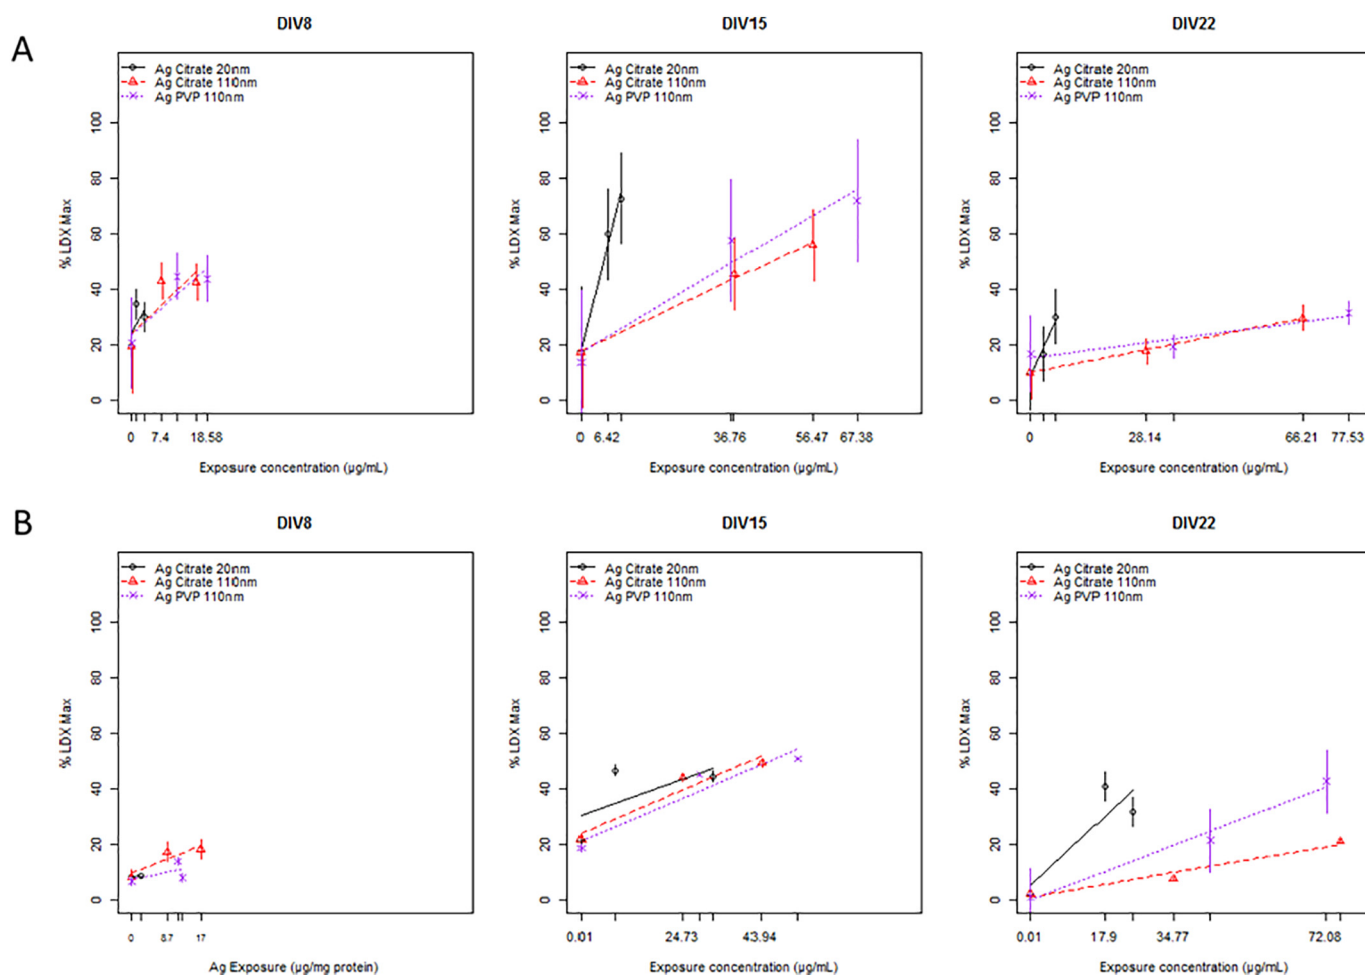 A
DIV8
Ag Citrate 20nm
Ag Citrate 110nm
Ag PVP 110nm
% LDX Max
0 20 40 60 80 100
0 7.4 18.58
Exposure concentration (µg/mL)
DIV15
Ag Citrate 20nm
Ag Citrate 110nm
Ag PVP 110nm
% LDX Max
0 20 40 60 80 100
0 6.42 36.76 56.47 67.38
Exposure concentration (µg/mL)
DIV22
Ag Citrate 20nm
Ag Citrate 110nm
Ag PVP 110nm
% LDX Max
0 20 40 60 80 100
0 28.14 66.21 77.53
Exposure concentration (µg/mL)
B
DIV8
Ag Citrate 20nm
Ag Citrate 110nm
Ag PVP 110nm
% LDX Max
0 20 40 60 80 100
0 8.7 17
Ag Exposure (µg/mg protein)
DIV15
Ag Citrate 20nm
Ag Citrate 110nm
Ag PVP 110nm
% LDX Max
0 20 40 60 80 100
0.01 24.73 43.94
Exposure concentration (µg/mL)
DIV22
Ag Citrate 20nm
Ag Citrate 110nm
Ag PVP 110nm
% LDX Max
0 20 40 60 80 100
0.01 17.9 34.77 72.08
Exposure concentration (µg/mL)